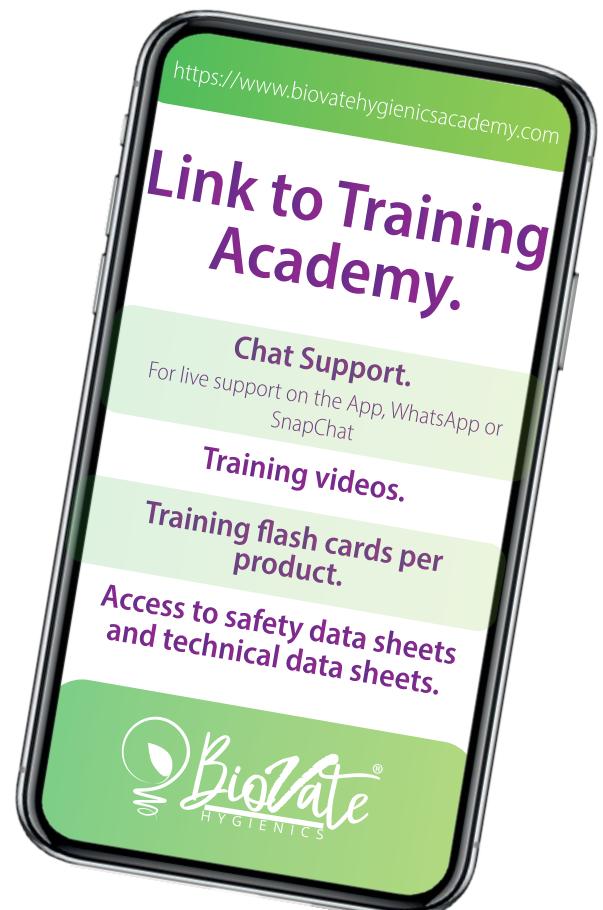 https://www.biovatehygienicsacademy.com
Link to Training
Academy.
Chat Support.
For live support on the App, WhatsApp or
SnapChat
Training videos.
Training flash cards per
product.
Access to safety data sheets
and technical data sheets.
BioVate®
HYGIENICS